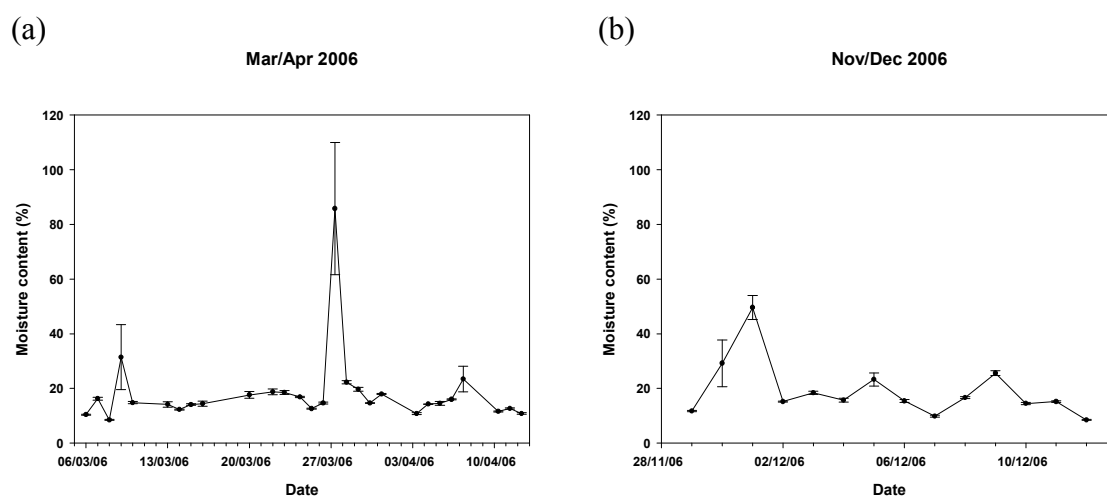 (a)
Mar/Apr 2006
120
100
80
60
40
20
0
Moisture content (%)
06/03/06 13/03/06 20/03/06 27/03/06 03/04/06 10/04/06
Date
(b)
Nov/Dec 2006
120
100
80
60
40
20
0
Moisture content (%)
28/11/06 02/12/06 06/12/06 10/12/06
Date